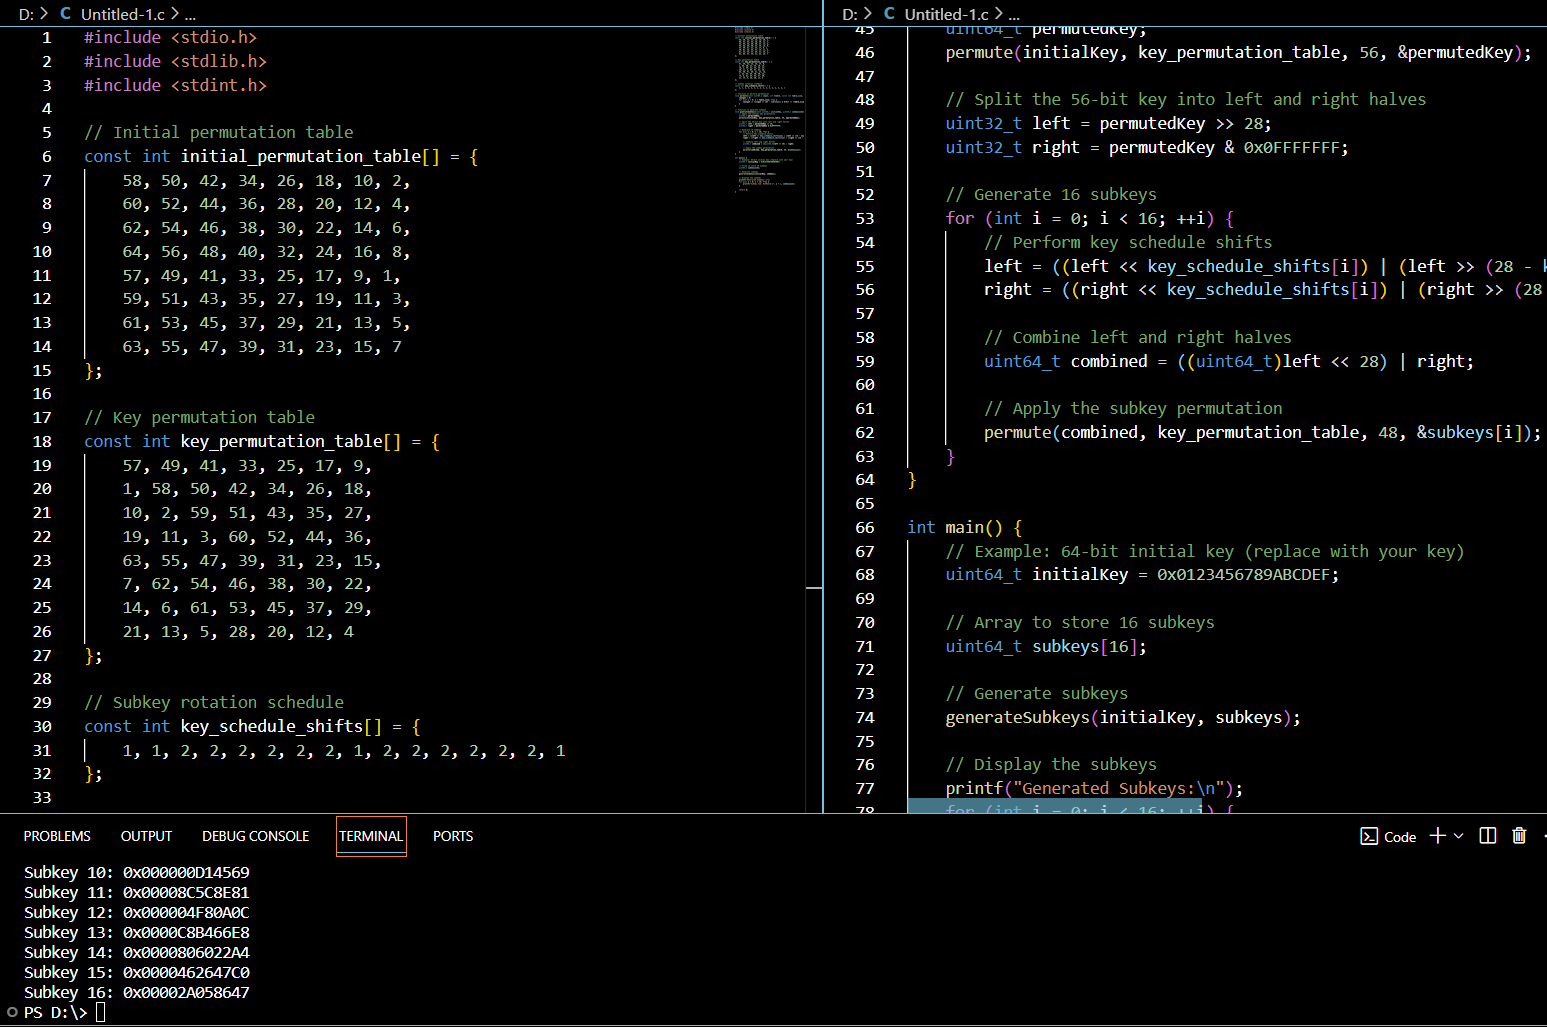 D: > C Untitled-1.c > ...
1 #include <stdio.h>
2 #include <stdlib.h>
3 #include <stdint.h>
4
5 // Initial permutation table
6 const int initial_permutation_table[] = {
7 58, 50, 42, 34, 26, 18, 10, 2,
8 60, 52, 44, 36, 28, 20, 12, 4,
9 62, 54, 46, 38, 30, 22, 14, 6,
10 64, 56, 48, 40, 32, 24, 16, 8,
11 57, 49, 41, 33, 25, 17, 9, 1,
12 59, 51, 43, 35, 27, 19, 11, 3,
13 61, 53, 45, 37, 29, 21, 13, 5,
14 63, 55, 47, 39, 31, 23, 15, 7
15 };
16
17 // Key permutation table
18 const int key_permutation_table[] = {
19 57, 49, 41, 33, 25, 17, 9,
20 1, 58, 50, 42, 34, 26, 18,
21 10, 2, 59, 51, 43, 35, 27,
22 19, 11, 3, 60, 52, 44, 36,
23 63, 55, 47, 39, 31, 23, 15,
24 7, 62, 54, 46, 38, 30, 22,
25 14, 6, 61, 53, 45, 37, 29,
26 21, 13, 5, 28, 20, 12, 4
27 };
28
29 // Subkey rotation schedule
30 const int key_schedule_shifts[] = {
31 1, 1, 2, 2, 2, 2, 2, 2, 1, 2, 2, 2, 2, 2, 2, 1
32 };
33
D: > C Untitled-1.c > ...
45 uint64_t permutedKey;
46 permute(initialKey, key_permutation_table, 56, &permutedKey);
47
48 // Split the 56-bit key into left and right halves
49 uint32_t left = permutedKey >> 28;
50 uint32_t right = permutedKey & 0x0FFFFFFF;
51
52 // Generate 16 subkeys
53 for (int i = 0; i < 16; ++i) {
54 // Perform key schedule shifts
55 left = ((left << key_schedule_shifts[i]) | (left >> (28 - k
56 right = ((right << key_schedule_shifts[i]) | (right >> (28
57
58 // Combine left and right halves
59 uint64_t combined = ((uint64_t)left << 28) | right;
60
61 // Apply the subkey permutation
62 permute(combined, key_permutation_table, 48, &subkeys[i]);
63 }
64 }
65
66 int main() {
67 // Example: 64-bit initial key (replace with your key)
68 uint64_t initialKey = 0x0123456789ABCDEF;
69
70 // Array to store 16 subkeys
71 uint64_t subkeys[16];
72
73 // Generate subkeys
74 generateSubkeys(initialKey, subkeys);
75
76 // Display the subkeys
77 printf("Generated Subkeys:\n");
78 for (int i = 0; i < 16; ++i) {
PROBLEMS OUTPUT DEBUG CONSOLE TERMINAL PORTS Code
Subkey 10: 0x000000D14569
Subkey 11: 0x00008C5C8E81
Subkey 12: 0x000004F80A0C
Subkey 13: 0x0000C8B466E8
Subkey 14: 0x0000806022A4
Subkey 15: 0x0000462647C0
Subkey 16: 0x00002A058647
PS D:\>